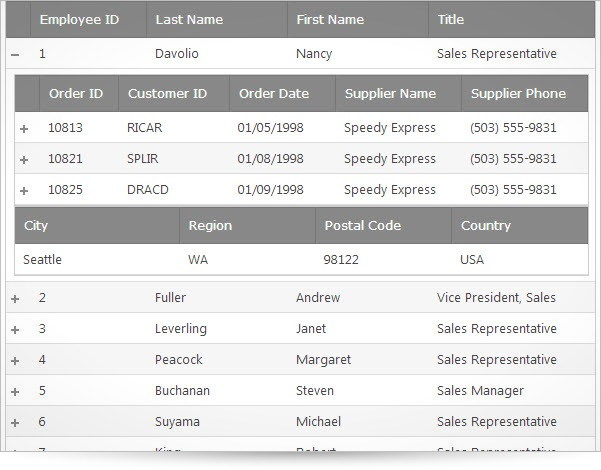 Employee ID Last Name First Name Title
1 Davolio Nancy Sales Representative
Order ID Customer ID Order Date Supplier Name Supplier Phone
10813 RICAR 01/05/1998 Speedy Express (503) 555-9831
10821 SPLIR 01/08/1998 Speedy Express (503) 555-9831
10825 DRACD 01/09/1998 Speedy Express (503) 555-9831
City Region Postal Code Country
Seattle WA 98122 USA
2 Fuller Andrew Vice President, Sales
3 Leverling Janet Sales Representative
4 Peacock Margaret Sales Representative
5 Buchanan Steven Sales Manager
6 Suyama Michael Sales Representative
7 King Robert Sales Representative